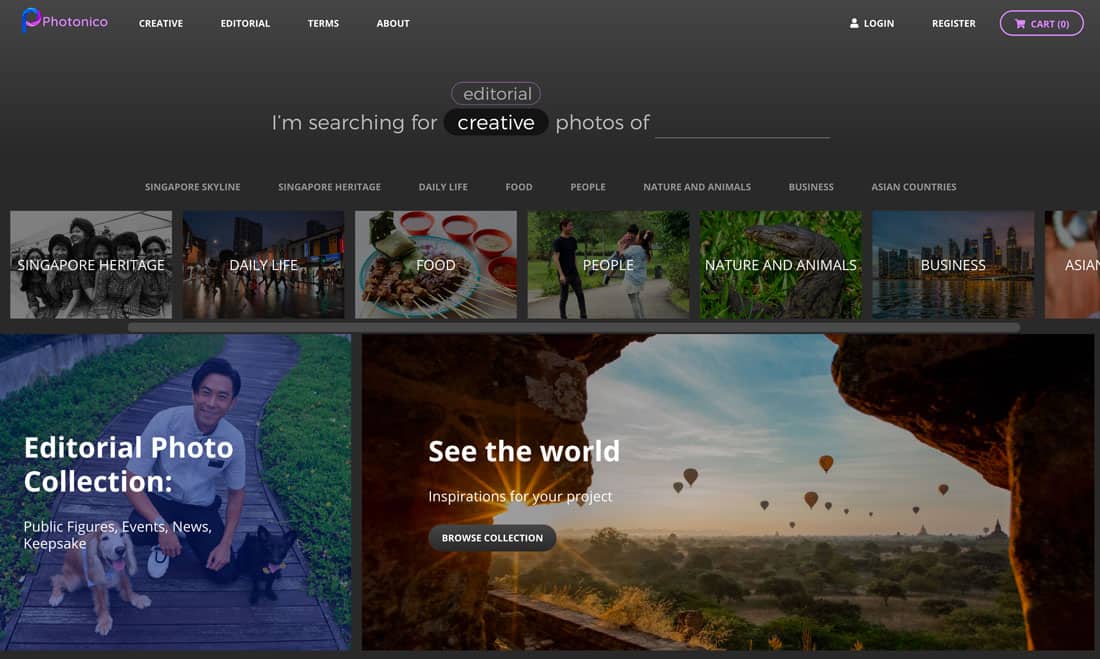 Photonico
CREATIVE
EDITORIAL
TERMS
ABOUT
LOGIN
REGISTER
CART (0)
editorial
I'm searching for creative photos of
SINGAPORE SKYLINE
SINGAPORE HERITAGE
DAILY LIFE
FOOD
PEOPLE
NATURE AND ANIMALS
BUSINESS
ASIAN COUNTRIES
SINGAPORE HERITAGE
DAILY LIFE
FOOD
PEOPLE
NATURE AND ANIMALS
BUSINESS
Editorial Photo
Collection:
Public Figures, Events, News,
Keepsake
See the world
Inspirations for your project
BROWSE COLLECTION